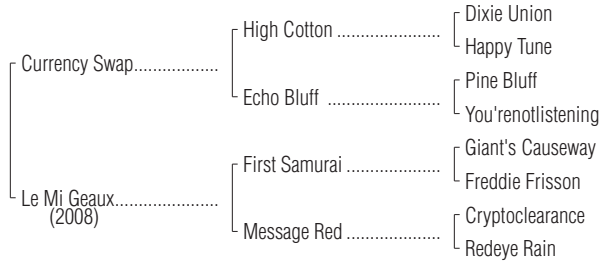 Dixie Union
High Cotton ......................
Happy Tune
Currency Swap..................
Pine Bluff
Echo Bluff ........................
You'renotlistening
Giant's Causeway
First Samurai ....................
Freddie Frisson
Le Mi Geaux......................
(2008)
Cryptoclearance
Message Red ....................
Redeye Rain